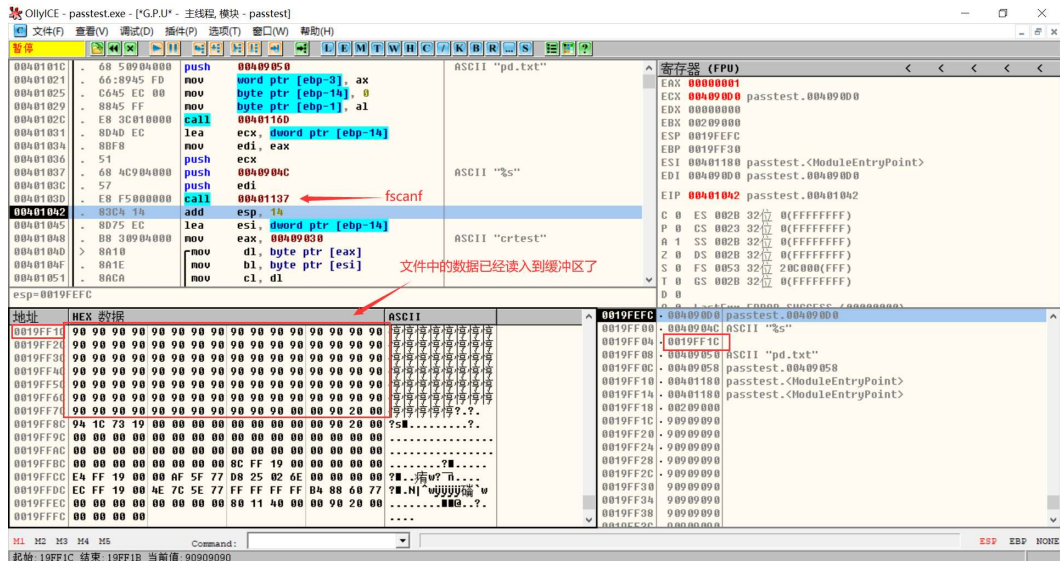 OllyICE - passtest.exe - [*G.P.U* - 主线程, 模块 - passtest]
文件(F) 查看(V) 调试(D) 插件(P) 选项(T) 窗口(W) 帮助(H)
暂停 L E M T W H C / K B R ... S
0040101C . 68 50904000 push 00409050 ASCII "pd.txt"
00401021 . 66:8945 FD mov word ptr [ebp-3], ax
00401025 . C645 EC 00 mov byte ptr [ebp-14], 0
00401029 . 8845 FF mov byte ptr [ebp-1], al
0040102C . E8 3C010000 call 0040116D
00401031 . 8D4D EC lea ecx, dword ptr [ebp-14]
00401034 . 8BF8 mov edi, eax
00401036 . 51 push ecx
00401037 . 68 4C904000 push 0040904C ASCII "%s"
0040103C . 57 push edi
0040103D . E8 F5000000 call 00401137 fscanf
00401042 . 83C4 14 add esp, 14
00401045 . 8D75 EC lea esi, dword ptr [ebp-14]
00401048 . B8 30904000 mov eax, 00409030 ASCII "crtest"
0040104D > 8A10 mov dl, byte ptr [eax]
0040104F . 8A1E mov bl, byte ptr [esi]
00401051 . 8ACA mov cl, dl
文件中的数据已经读入到缓冲区了
esp=0019FEFC
寄存器 (FPU) < < < < <
EAX 00000001
ECX 004090D0 passtest.004090D0
EDX 00000000
EBX 00209000
ESP 0019FEFC
EBP 0019FF30
ESI 00401180 passtest.<ModuleEntryPoint>
EDI 004090D0 passtest.004090D0
EIP 00401042 passtest.00401042
C 0 ES 002B 32位 0(FFFFFFFF)
P 0 CS 0023 32位 0(FFFFFFFF)
A 1 SS 002B 32位 0(FFFFFFFF)
Z 0 DS 002B 32位 0(FFFFFFFF)
S 0 FS 0053 32位 20C000(FFF)
T 0 GS 002B 32位 0(FFFFFFFF)
D 0
地址 HEX 数据 ASCII
0019FF1C 90 90 90 90 90 90 90 90 90 90 90 90 90 90 90 90
0019FF2C 90 90 90 90 90 90 90 90 90 90 90 90 90 90 90 90
0019FF3C 90 90 90 90 90 90 90 90 90 90 90 90 90 90 90 90
0019FF4C 90 90 90 90 90 90 90 90 90 90 90 90 90 90 90 90
0019FF5C 90 90 90 90 90 90 90 90 90 90 90 90 90 90 90 90
0019FF6C 90 90 90 90 90 90 90 90 90 90 90 90 90 90 90 90
0019FF7C 90 90 90 90 90 90 90 90 90 90 90 00 00 90 20 00
0019FF8C 94 1C 73 19 00 00 00 00 00 00 00 00 00 90 20 00
0019FF9C 00 00 00 00 00 00 00 00 00 00 00 00 00 00 00 00 ................
0019FFAC 00 00 00 00 00 00 00 00 00 00 00 00 00 00 00 00 ................
0019FFBC 00 00 00 00 00 00 00 00 8C FF 19 00 00 00 00 00
0019FFCC E4 FF 19 00 00 AF 5F 77 D8 25 02 6E 00 00 00 00
0019FFDC EC FF 19 00 4E 7C 5E 77 FF FF FF FF B4 88 60 77
0019FFEC 00 00 00 00 00 00 00 00 80 11 40 00 00 90 20 00
0019FFFC 00 00 00 00 ....
0019FEFC 004090D0 passtest.004090D0
0019FF00 0040904C ASCII "%s"
0019FF04 0019FF1C
0019FF08 00409050 ASCII "pd.txt"
0019FF0C 00409058 passtest.00409058
0019FF10 00401180 passtest.<ModuleEntryPoint>
0019FF14 00401180 passtest.<ModuleEntryPoint>
0019FF18 00209000
0019FF1C 90909090
0019FF20 90909090
0019FF24 90909090
0019FF28 90909090
0019FF2C 90909090
0019FF30 90909090
0019FF34 90909090
0019FF38 90909090
M1 M2 M3 M4 M5 Command: ESP EBP NONE
起始: 19FF1C 结束: 19FF1B 当前值: 90909090